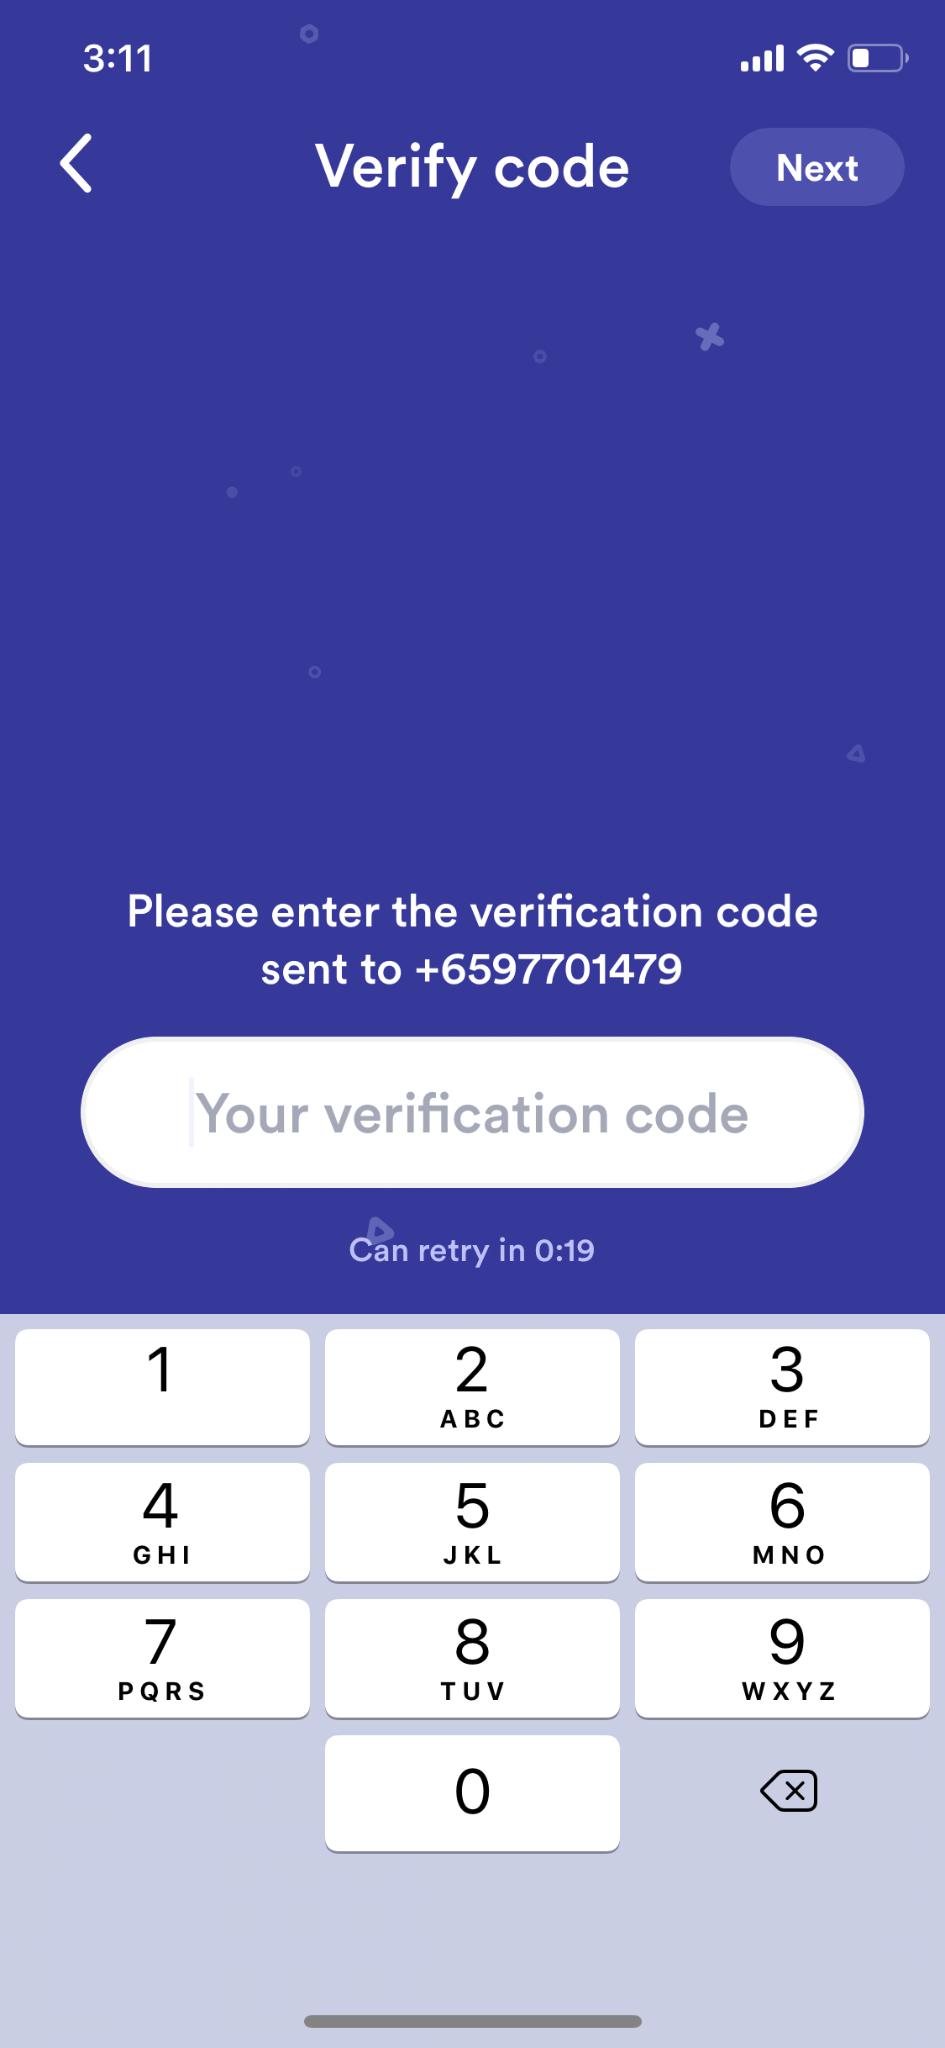 3:11
Verify code
Next
Please enter the verification code
sent to +6597701479
Your verification code
Can retry in 0:19
1
2
ABC
3
DEF
4
GHI
5
JKL
6
MNO
7
PQRS
8
TUV
9
WXYZ
0